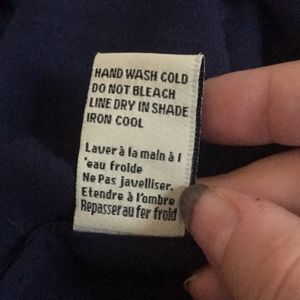 HAND WASH COLD
DO NOT BLEACH
LINE DRY IN SHADE
IRON COOL
Laver à la main à l
'eau froide
Ne Pas javelliser.
Etendre à l'ombre
Repasser au fer froid